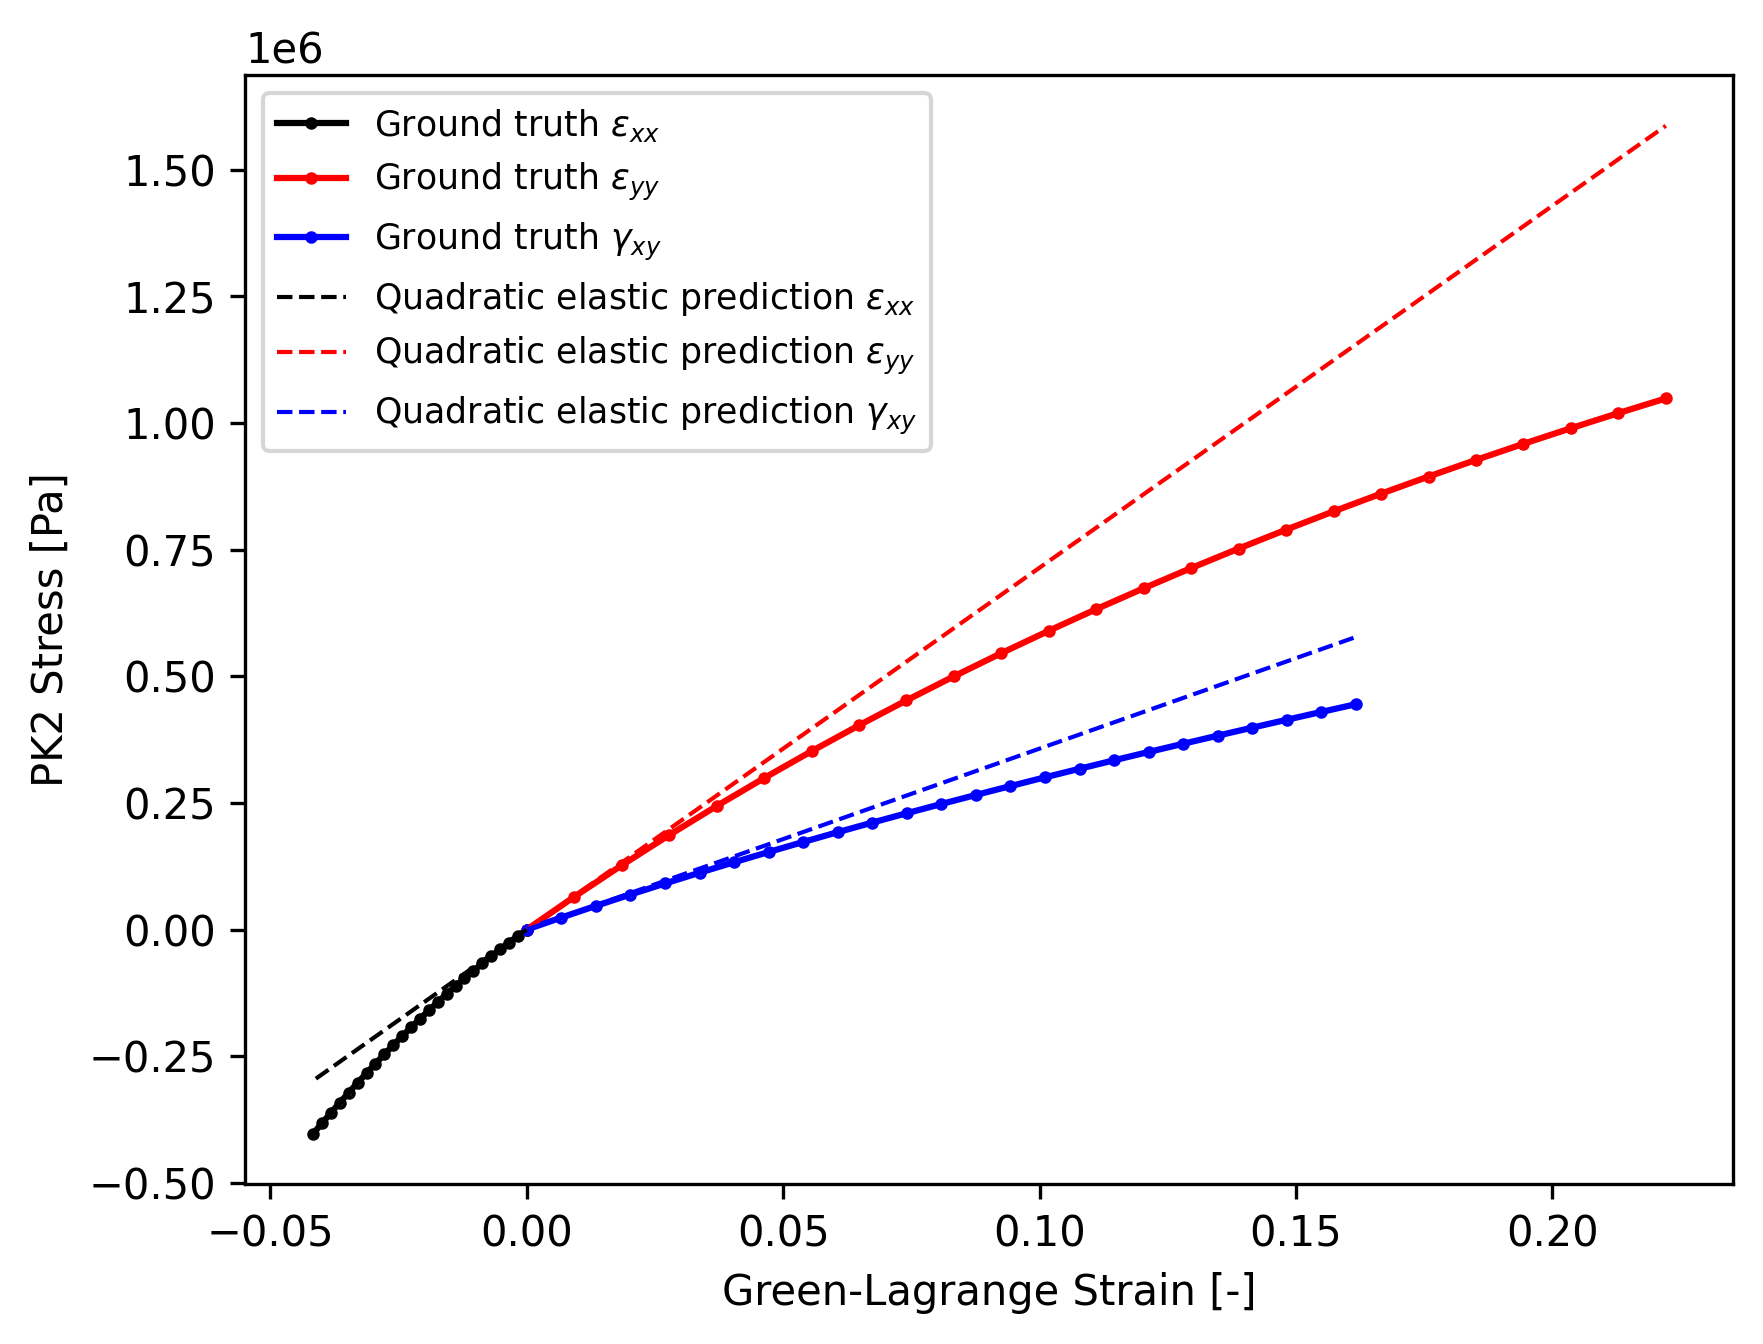 1e6
Ground truth εxx
Ground truth εyy
Ground truth γxy
Quadratic elastic prediction εxx
Quadratic elastic prediction εyy
Quadratic elastic prediction γxy
1.50
1.25
1.00
0.75
0.50
0.25
0.00
−0.25
−0.50
PK2 Stress [Pa]
−0.05 0.00 0.05 0.10 0.15 0.20
Green-Lagrange Strain [-]